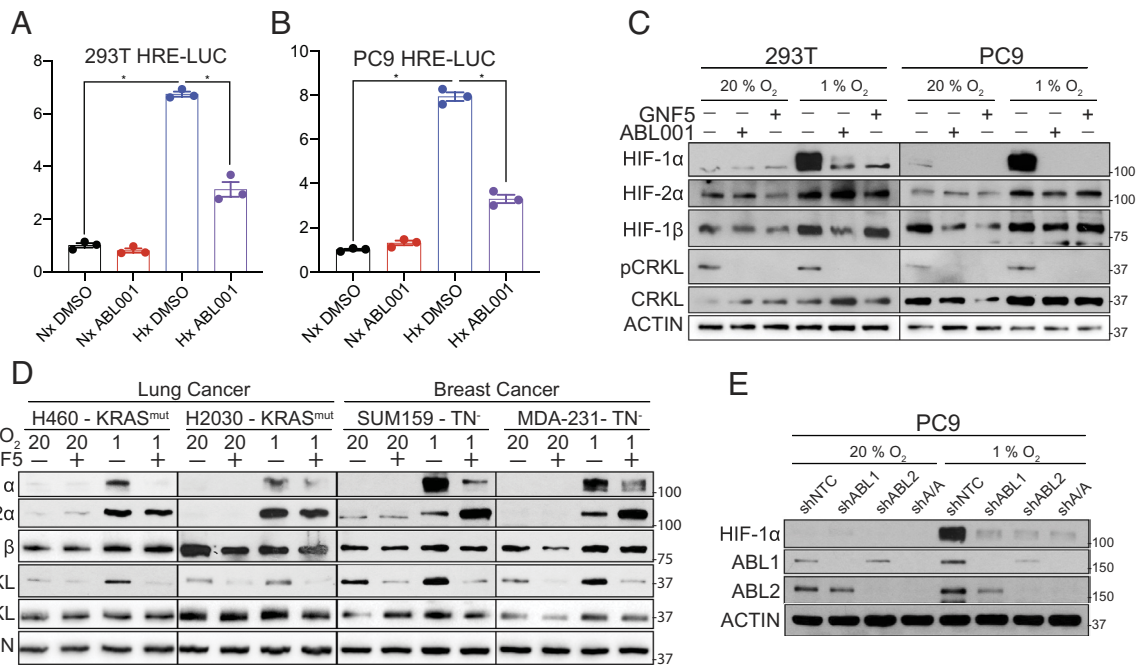 A
293T HRE-LUC
8
6
4
2
0
* *
Nx DMSO
Nx ABL001
Hx DMSO
Hx ABL001
B
PC9 HRE-LUC
10
8
6
4
2
0
* *
Nx DMSO
Nx ABL001
Hx DMSO
Hx ABL001
C
293T PC9
20 % O₂ 1 % O₂ 20 % O₂ 1 % O₂
GNF5 – – + – – + – – + – – +
ABL001 – + – – + – – + – – + –
HIF-1α -100
HIF-2α -100
HIF-1β -75
pCRKL -37
CRKL -37
ACTIN -37
D
Lung Cancer Breast Cancer
H460 - KRASᵐᵘᵗ H2030 - KRASᵐᵘᵗ SUM159 - TN⁻ MDA-231- TN⁻
O₂ 20 20 1 1 20 20 1 1 20 20 1 1 20 20 1 1
F5 – + – + – + – + – + – + – + – +
α -100
2α -100
β -75
KL -37
KL -37
N -37
E
PC9
20 % O₂ 1 % O₂
shNTC shABL1 shABL2 shA/A shNTC shABL1 shABL2 shA/A
HIF-1α -100
ABL1 -150
ABL2 -150
ACTIN -37